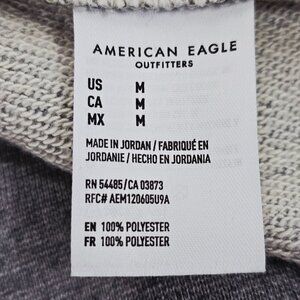 AMERICAN EAGLE
OUTFITTERS
US M
CA M
MX M
MADE IN JORDAN / FABRIQUÉ EN
JORDANIE / HECHO EN JORDANIA
RN 54485/CA 03873
RFC# AEM120605U9A
EN 100% POLYESTER
FR 100% POLYESTER